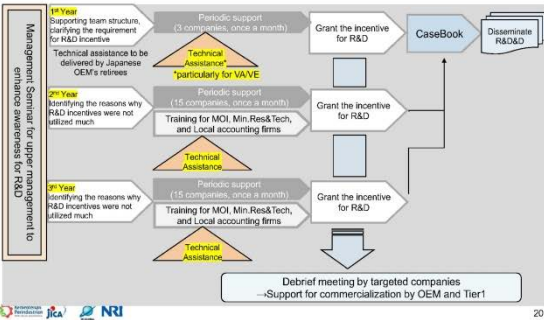 Management Seminar for upper management to
enhance awareness for R&D
1st Year
Supporting team structure,
clarifying the requirement
for R&D incentive
Technical assistance to be
delivered by Japanese
OEM's retirees
Periodic support
(3 companies, once a month)
Technical
Assistance*
*particularly for VA/VE
Grant the incentive
for R&D
CaseBook
Disseminate
R&D&D
2nd Year
Identifying the reasons why
R&D incentives were not
utilized much
Periodic support
(15 companies, once a month)
Training for MOI, Min.Res&Tech,
and Local accounting firms
Technical
Assistance
Grant the incentive
for R&D
3rd Year
Identifying the reasons why
R&D incentives were not
utilized much
Periodic support
(15 companies, once a month)
Training for MOI, Min.Res&Tech,
and Local accounting firms
Technical
Assistance
Grant the incentive
for R&D
Debrief meeting by targeted companies
→Support for commercialization by OEM and Tier1
Kementerian
Perindustrian
jICA
NRI
20